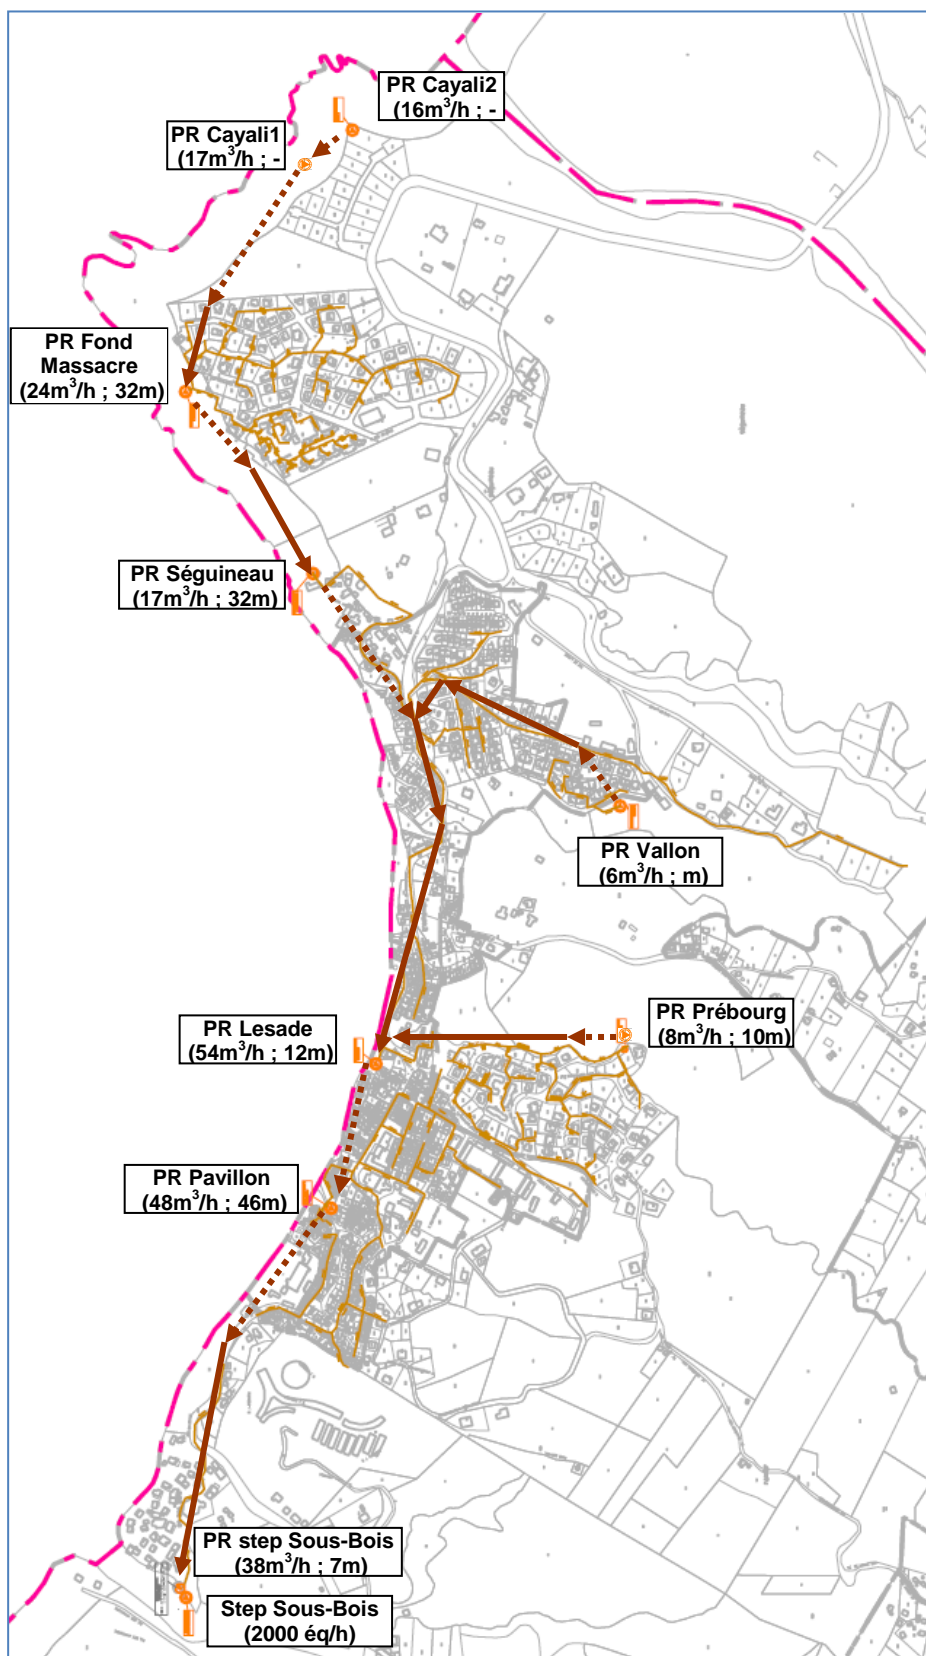 PR Cayali2
(16m³/h ; -
PR Cayali1
(17m³/h ; -
PR Fond
Massacre
(24m³/h ; 32m)
PR Séguineau
(17m³/h ; 32m)
PR Vallon
(6m³/h ; m)
PR Prébourg
(8m³/h ; 10m)
PR Lesade
(54m³/h ; 12m)
PR Pavillon
(48m³/h ; 46m)
PR step Sous-Bois
(38m³/h ; 7m)
Step Sous-Bois
(2000 éq/h)